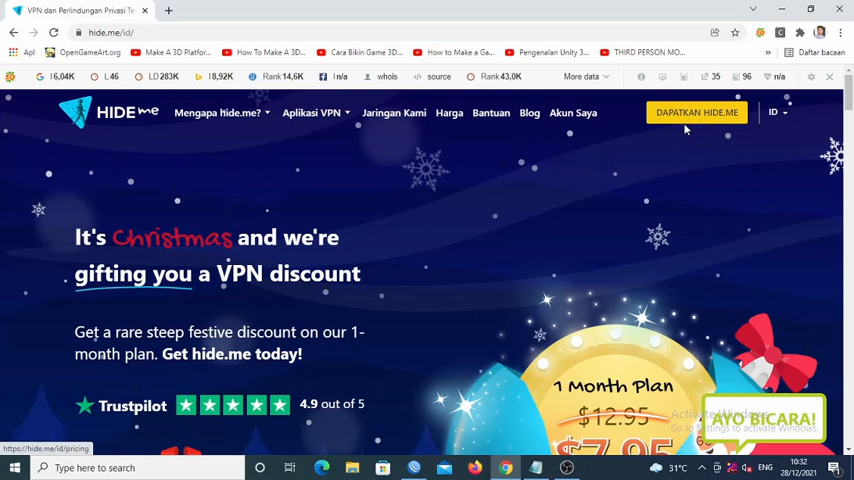 VPN dan Perlindungan Privasi Te
hide.me/id/
Apl
OpenGameArt.org
Make A 3D Platfor...
How To Make A 3D...
Cara Bikin Game 3D...
How to Make a Ga...
Pengenalan Unity 3...
THIRD PERSON MO...
Daftar bacaan
I 6,04K
L 46
LD 283K
I 8,92K
Rank 14,6K
I n/a
whois
source
Rank 43,0K
More data
35
96
n/a
HIDE me
Mengapa hide.me?
Aplikasi VPN
Jaringan Kami
Harga
Bantuan
Blog
Akun Saya
DAPATKAN HIDE.ME
ID
It's Christmas and we're
gifting you a VPN discount
Get a rare steep festive discount on our 1-
month plan. Get hide.me today!
Trustpilot
4.9 out of 5
1 Month Plan
$12.95
$7.95
Activate Windows
Go to Settings to activate Windows.
AYO BICARA!
https://hide.me/id/pricing
Type here to search
31°C
ENG
10:32
28/12/2021